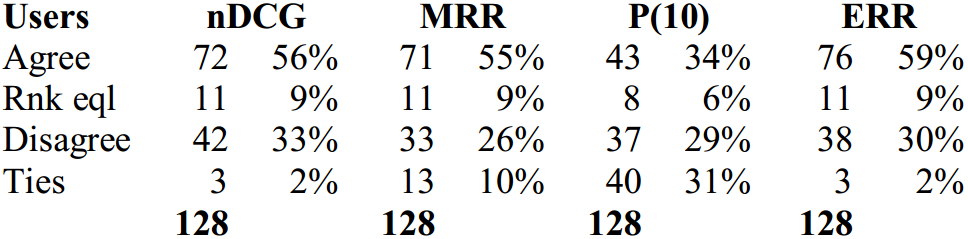 Users nDCG MRR P(10) ERR
Agree 72 56% 71 55% 43 34% 76 59%
Rnk eql 11 9% 11 9% 8 6% 11 9%
Disagree 42 33% 33 26% 37 29% 38 30%
Ties 3 2% 13 10% 40 31% 3 2%
128 128 128 128